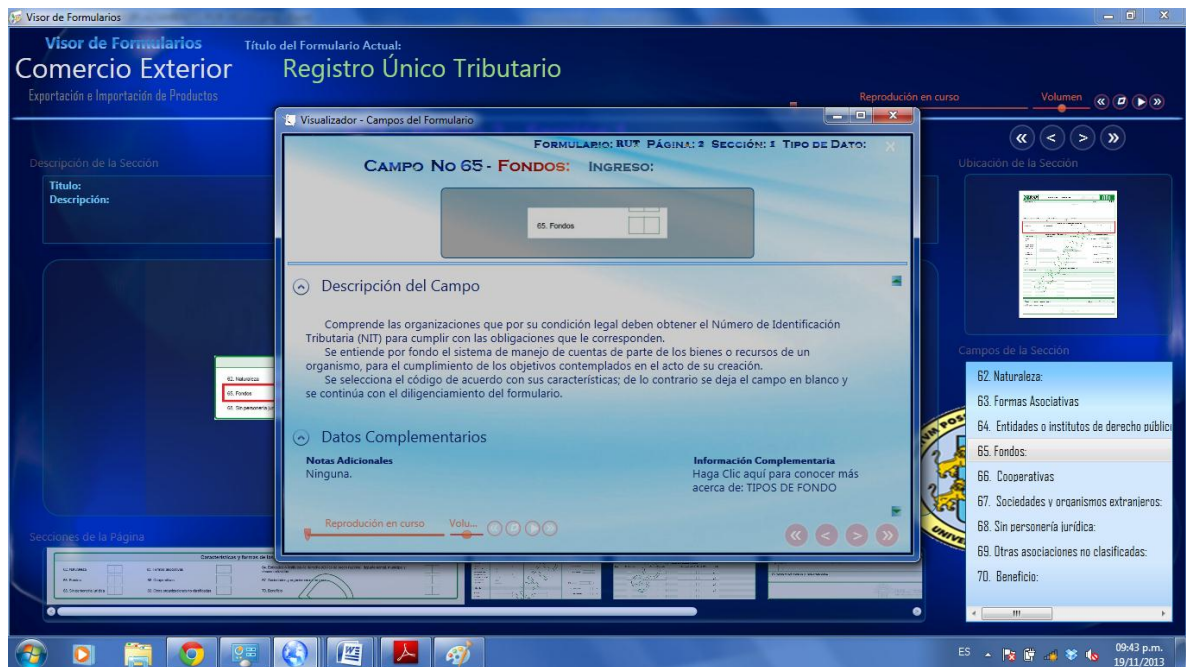 Visor de Formularios
Visor de Formularios
Título del Formulario Actual:
Comercio Exterior
Registro Único Tributario
Exportación e Importación de Productos
Reprodución en curso
Volumen
Visualizador - Campos del Formulario
Formulario: RUT Página: 2 Sección: 1 Tipo de Dato:
Campo No 65 - Fondos: Ingreso:
65. Fondos
Descripción de la Sección
Titulo:
Descripción:
Ubicación de la Sección
Descripción del Campo
Comprende las organizaciones que por su condición legal deben obtener el Número de Identificación
Tributaria (NIT) para cumplir con las obligaciones que le corresponden.
Se entiende por fondo el sistema de manejo de cuentas de parte de los bienes o recursos de un
organismo, para el cumplimiento de los objetivos contemplados en el acto de su creación.
Se selecciona el código de acuerdo con sus características; de lo contrario se deja el campo en blanco y
se continúa con el diligenciamiento del formulario.
Datos Complementarios
Notas Adicionales
Ninguna.
Información Complementaria
Haga Clic aquí para conocer más
acerca de: TIPOS DE FONDO
Reprodución en curso
Volu...
62. Naturaleza
65. Fondos
Campos de la Sección
62. Naturaleza:
63. Formas Asociativas
64. Entidades o institutos de derecho públic
65. Fondos:
66. Cooperativas
67. Sociedades y organismos extranjeros:
68. Sin personería jurídica:
69. Otras asociaciones no clasificadas:
70. Beneficio:
Secciones de la Página
ES
09:43 p.m.
19/11/2013